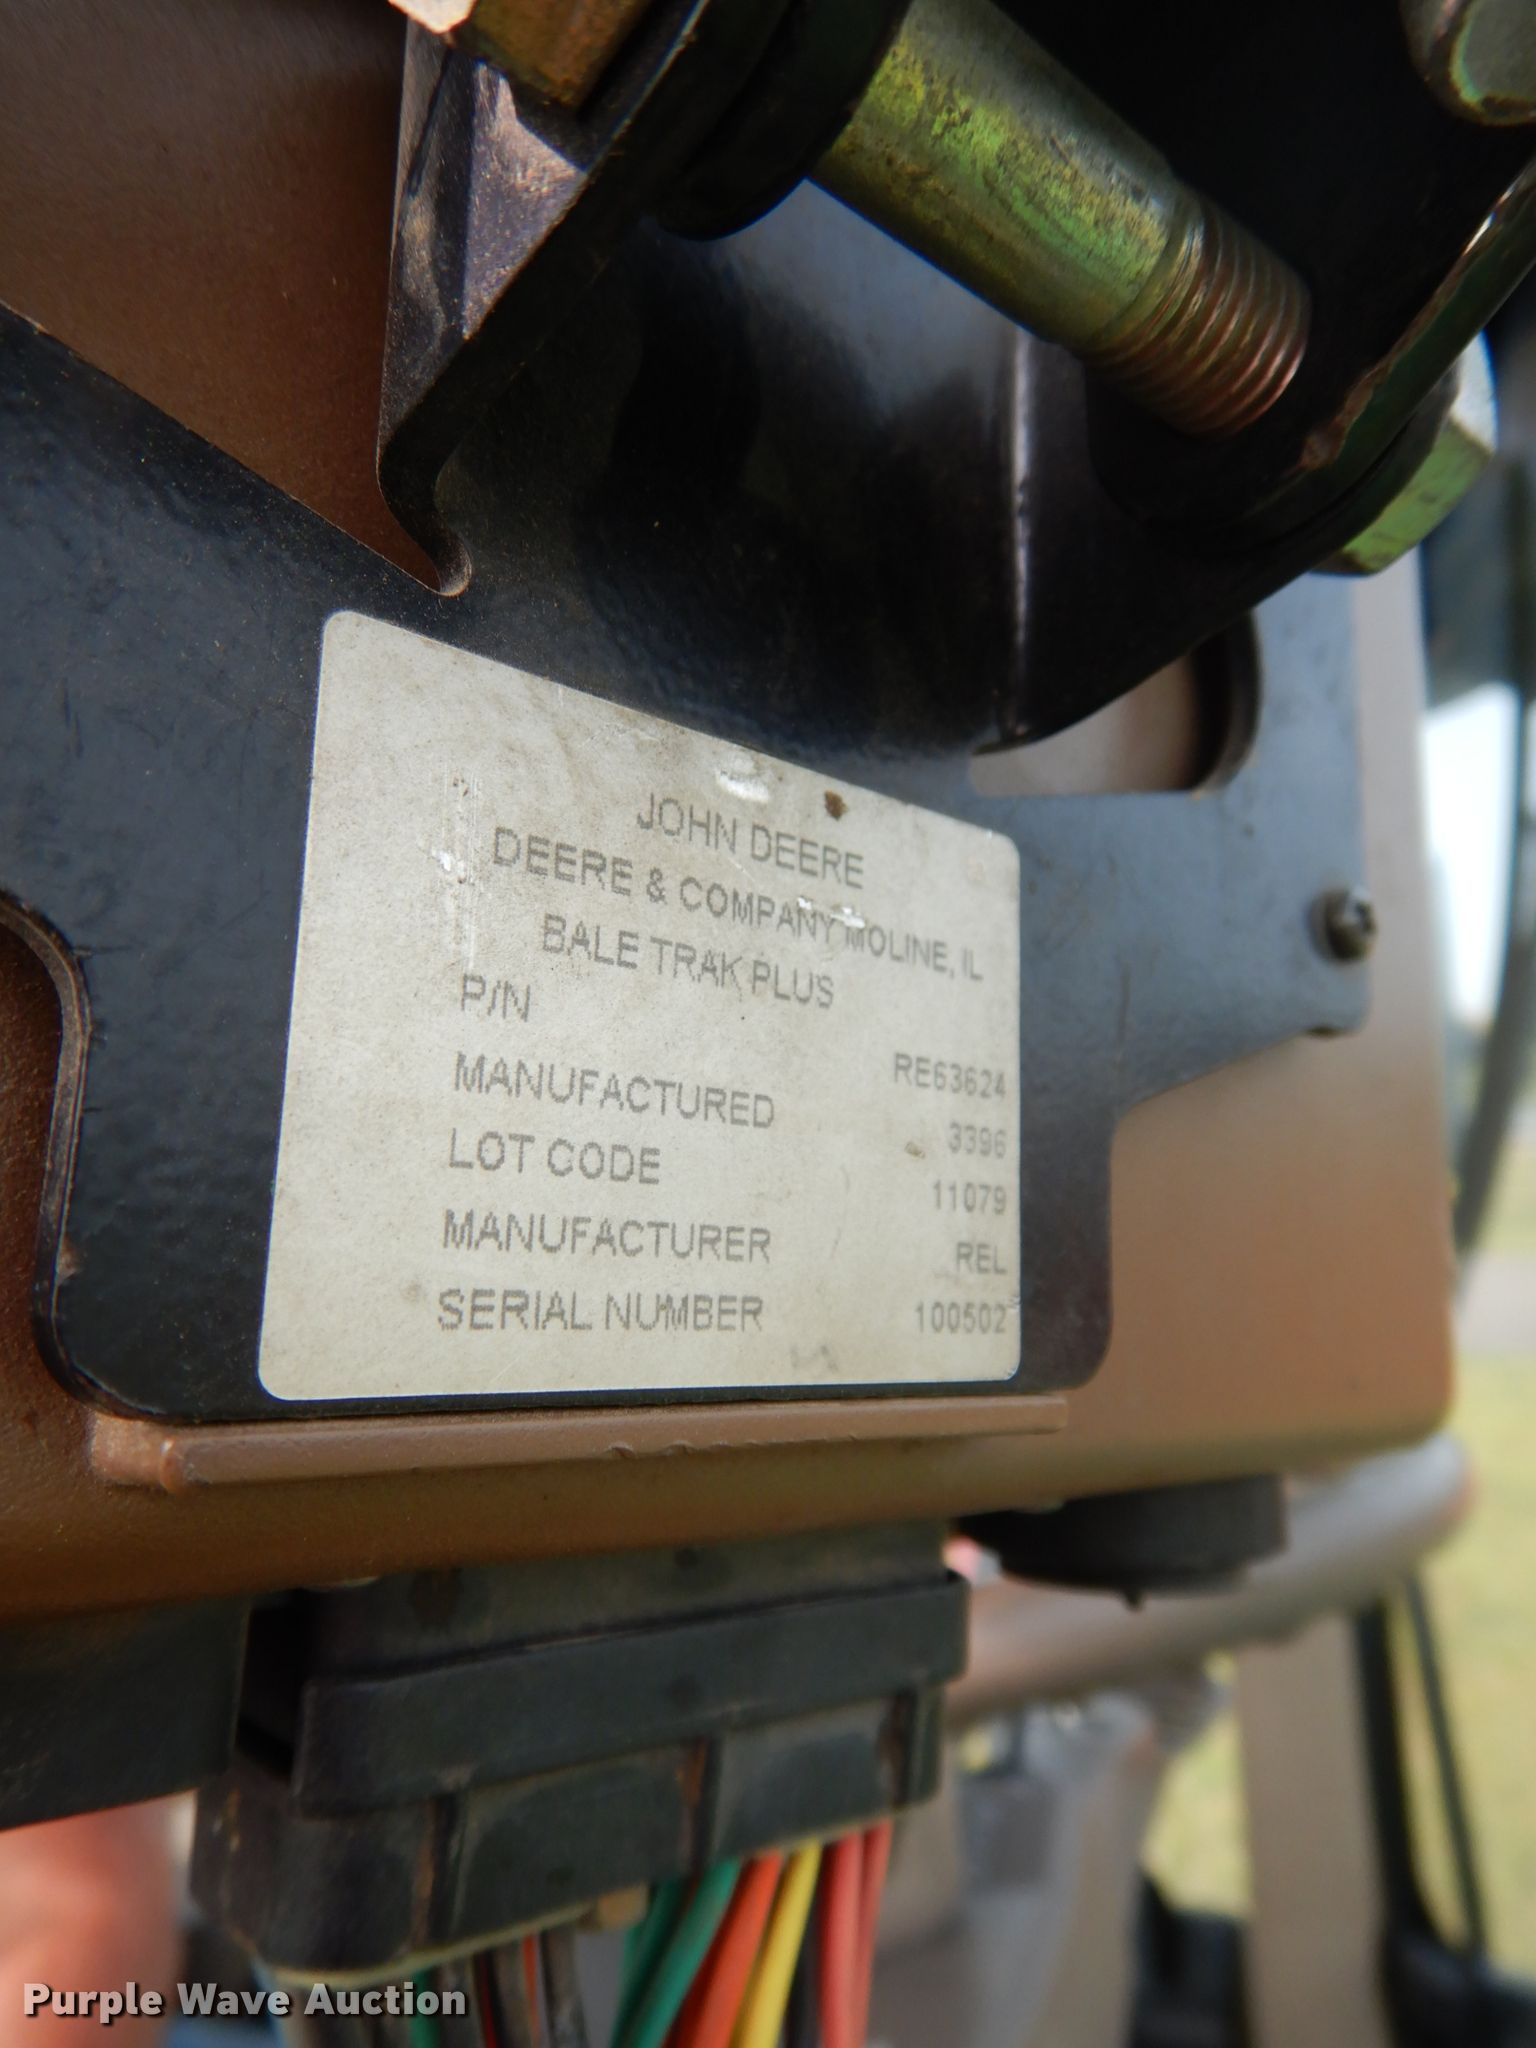 JOHN DEERE
DEERE & COMPANY MOLINE, IL
BALE TRAK PLUS
P/N RE63624
MANUFACTURED 3396
LOT CODE 11079
MANUFACTURER REL
SERIAL NUMBER 100502
Purple Wave Auction